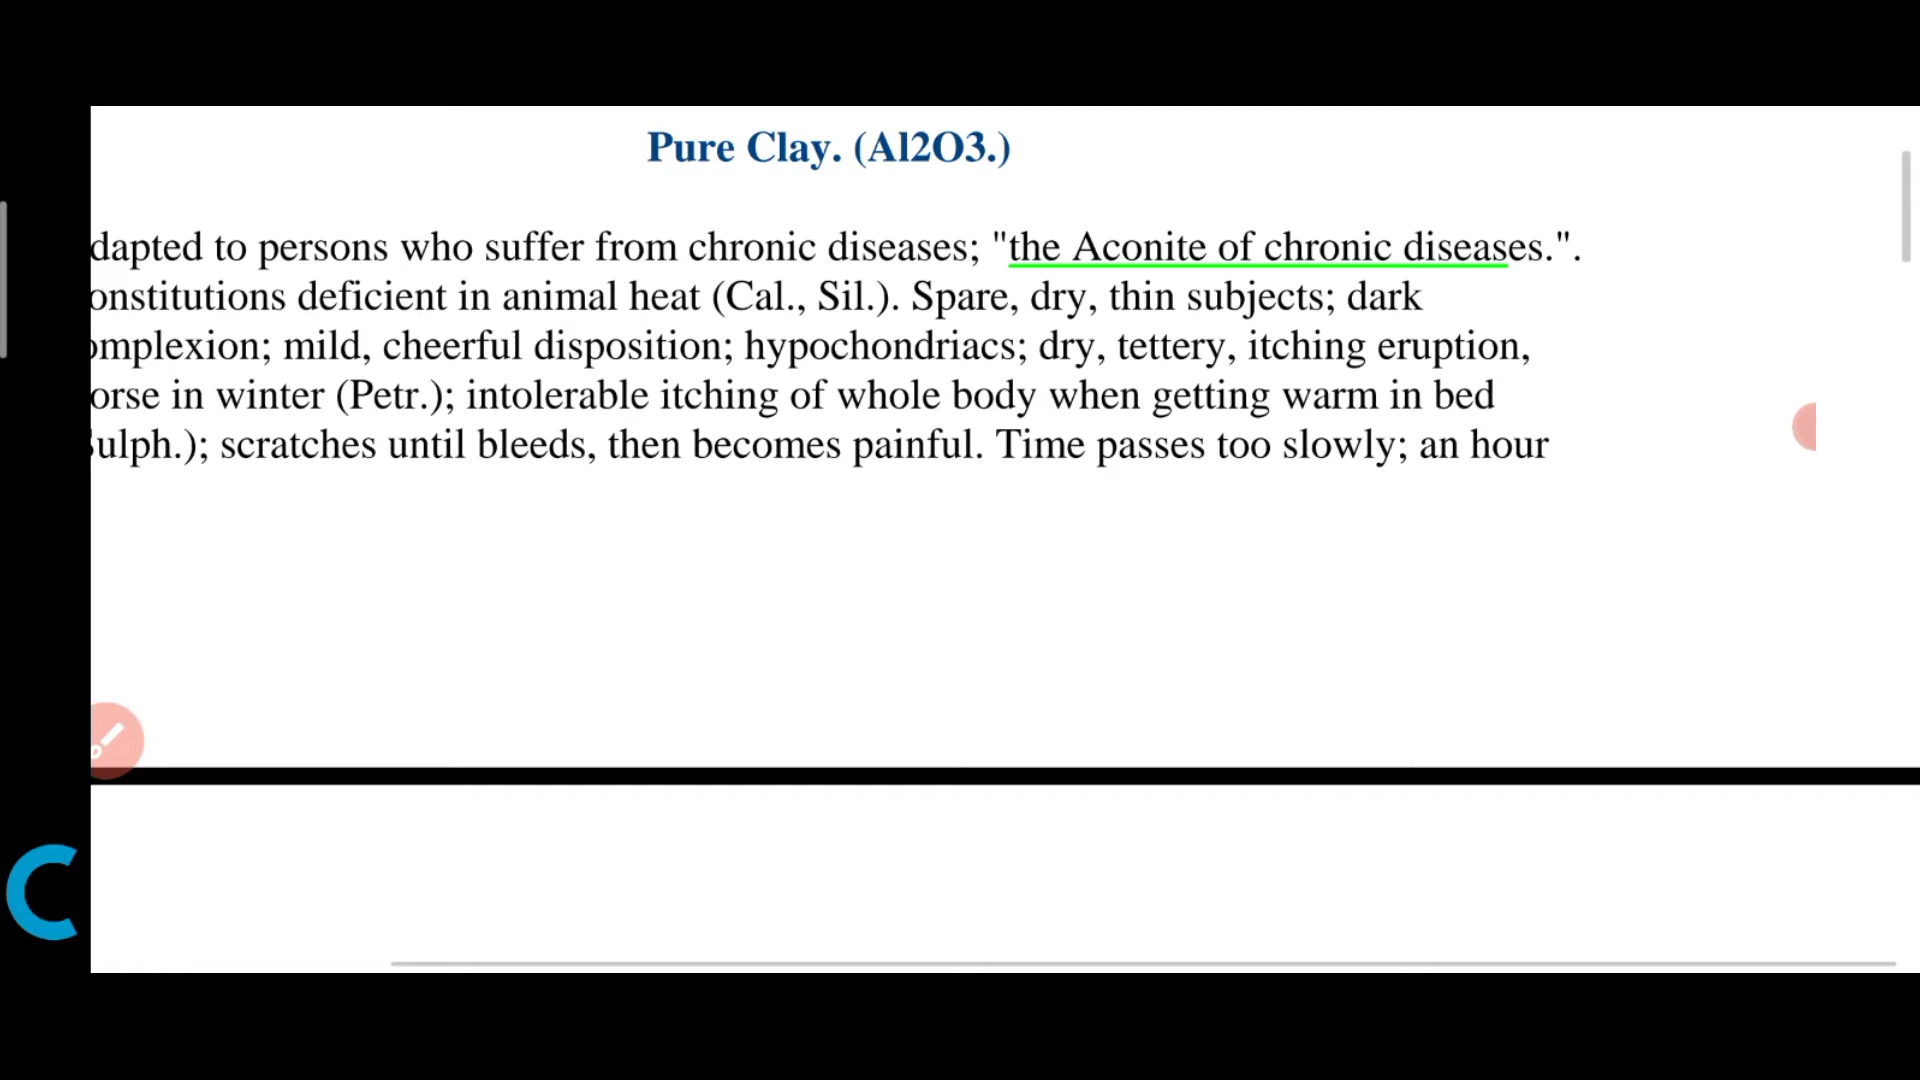 Pure Clay. (Al2O3.)
dapted to persons who suffer from chronic diseases; "the Aconite of chronic diseases.".
onstitutions deficient in animal heat (Cal., Sil.). Spare, dry, thin subjects; dark
omplexion; mild, cheerful disposition; hypochondriacs; dry, tettery, itching eruption,
orse in winter (Petr.); intolerable itching of whole body when getting warm in bed
Sulph.); scratches until bleeds, then becomes painful. Time passes too slowly; an hour
C